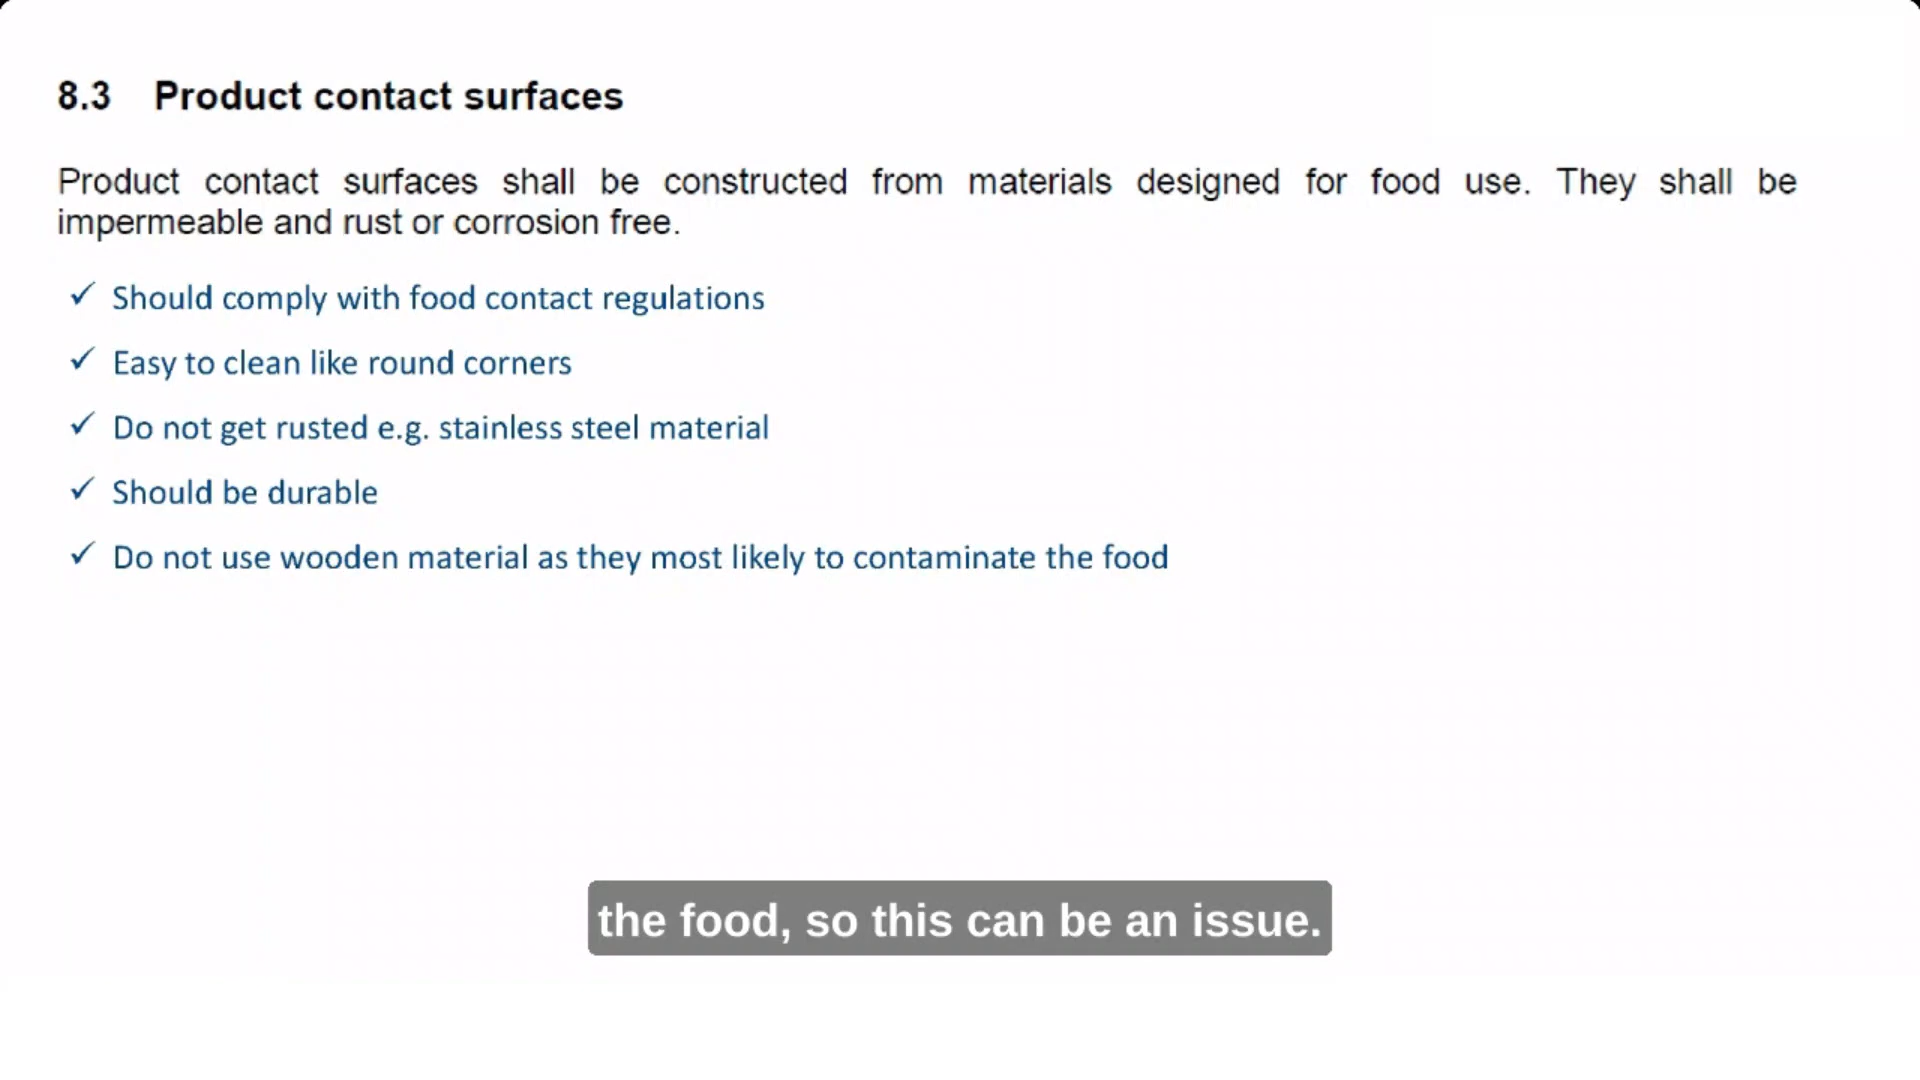 8.3 Product contact surfaces
Product contact surfaces shall be constructed from materials designed for food use. They shall be
impermeable and rust or corrosion free.
✓ Should comply with food contact regulations
✓ Easy to clean like round corners
✓ Do not get rusted e.g. stainless steel material
✓ Should be durable
✓ Do not use wooden material as they most likely to contaminate the food
the food, so this can be an issue.